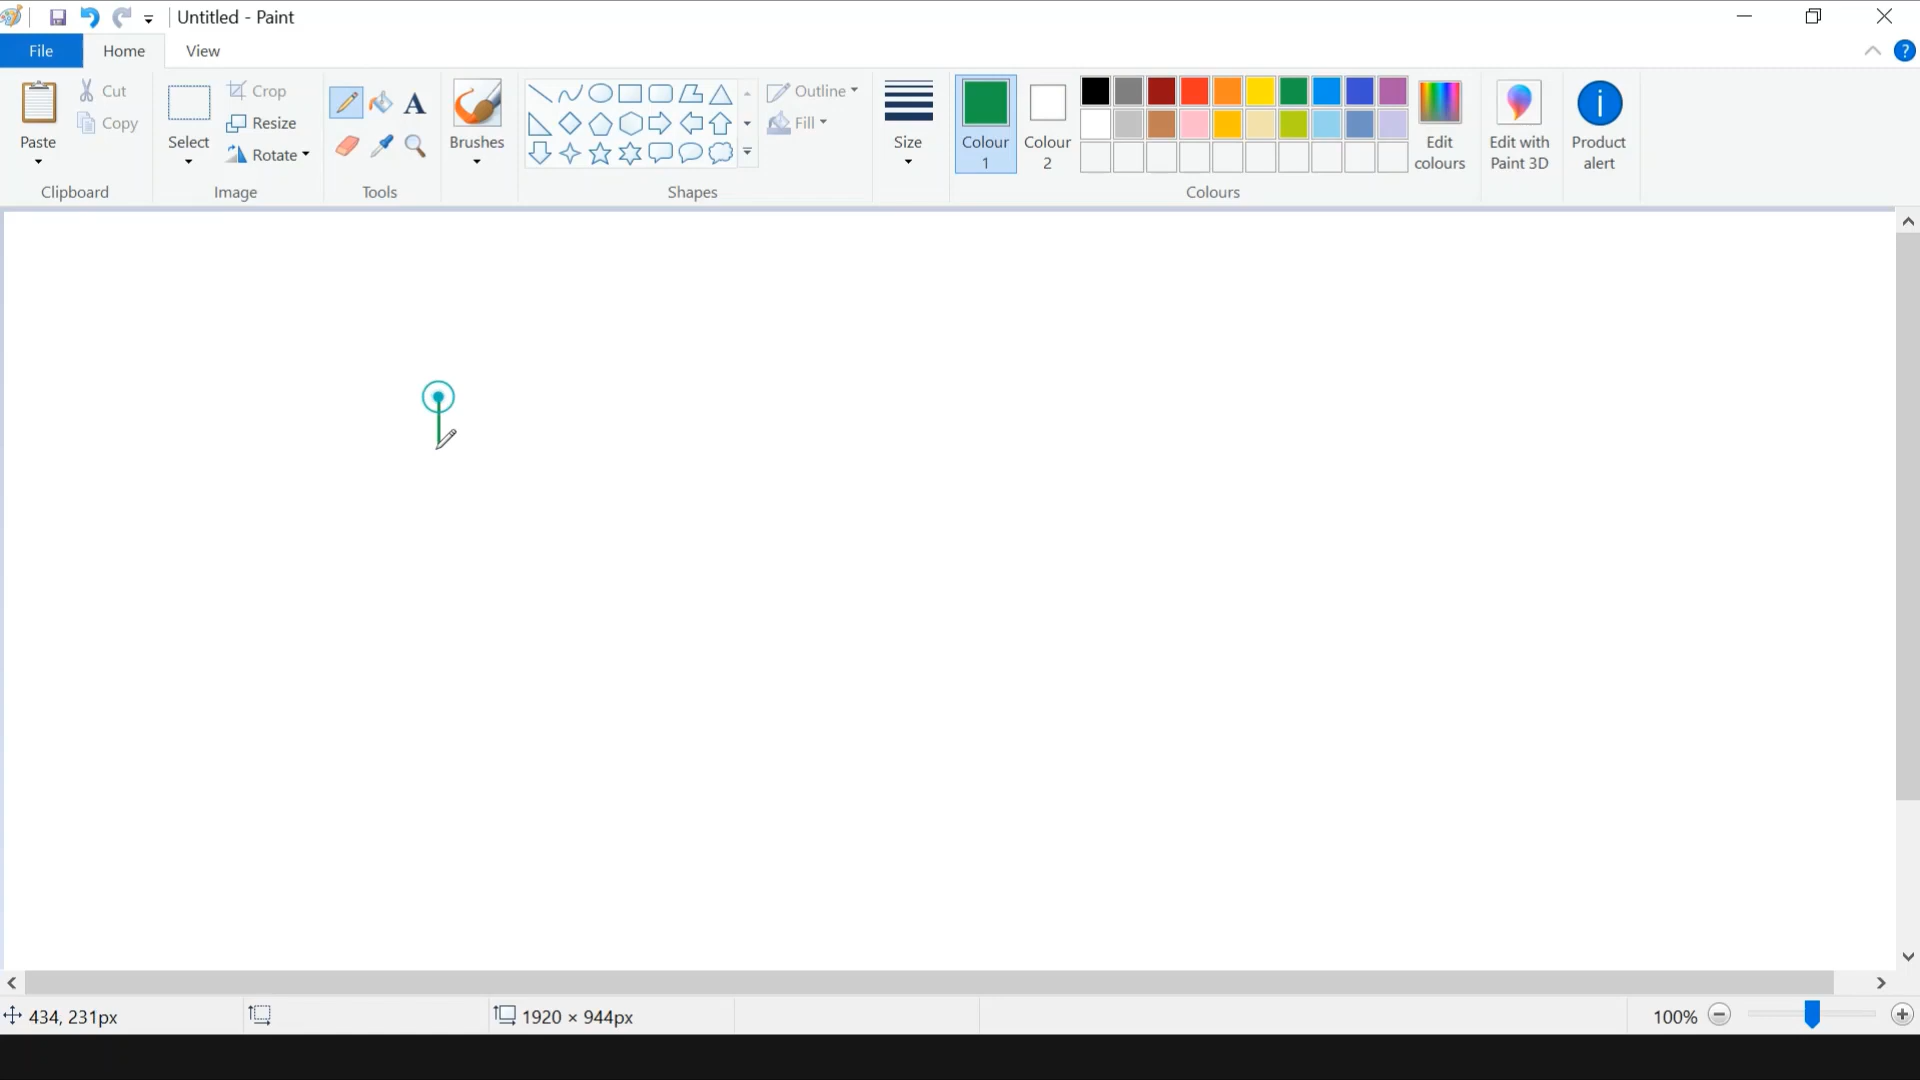 Untitled - Paint
File Home View ?
Paste Cut Copy Clipboard
Select Crop Resize Rotate Image
A Tools
Brushes
Shapes
Outline Fill
Size
Colour 1 Colour 2 Colours
Edit colours
Edit with Paint 3D
i Product alert
434, 231px 1920 × 944px 100%